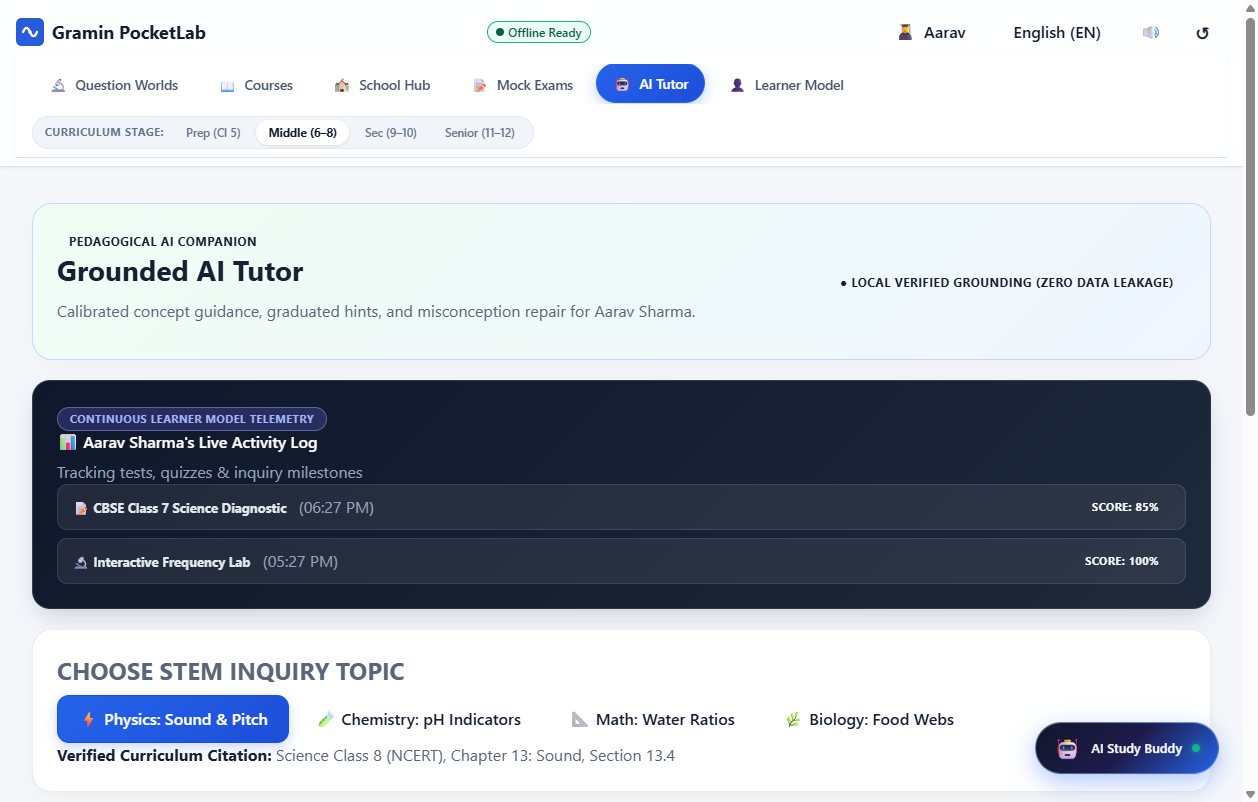 Gramin PocketLab
Offline Ready
Aarav
English (EN)
Question Worlds
Courses
School Hub
Mock Exams
AI Tutor
Learner Model
CURRICULUM STAGE:
Prep (Cl 5)
Middle (6–8)
Sec (9–10)
Senior (11–12)
PEDAGOGICAL AI COMPANION
Grounded AI Tutor
Calibrated concept guidance, graduated hints, and misconception repair for Aarav Sharma.
● LOCAL VERIFIED GROUNDING (ZERO DATA LEAKAGE)
CONTINUOUS LEARNER MODEL TELEMETRY
Aarav Sharma's Live Activity Log
Tracking tests, quizzes & inquiry milestones
CBSE Class 7 Science Diagnostic (06:27 PM)
SCORE: 85%
Interactive Frequency Lab (05:27 PM)
SCORE: 100%
CHOOSE STEM INQUIRY TOPIC
Physics: Sound & Pitch
Chemistry: pH Indicators
Math: Water Ratios
Biology: Food Webs
Verified Curriculum Citation: Science Class 8 (NCERT), Chapter 13: Sound, Section 13.4
AI Study Buddy